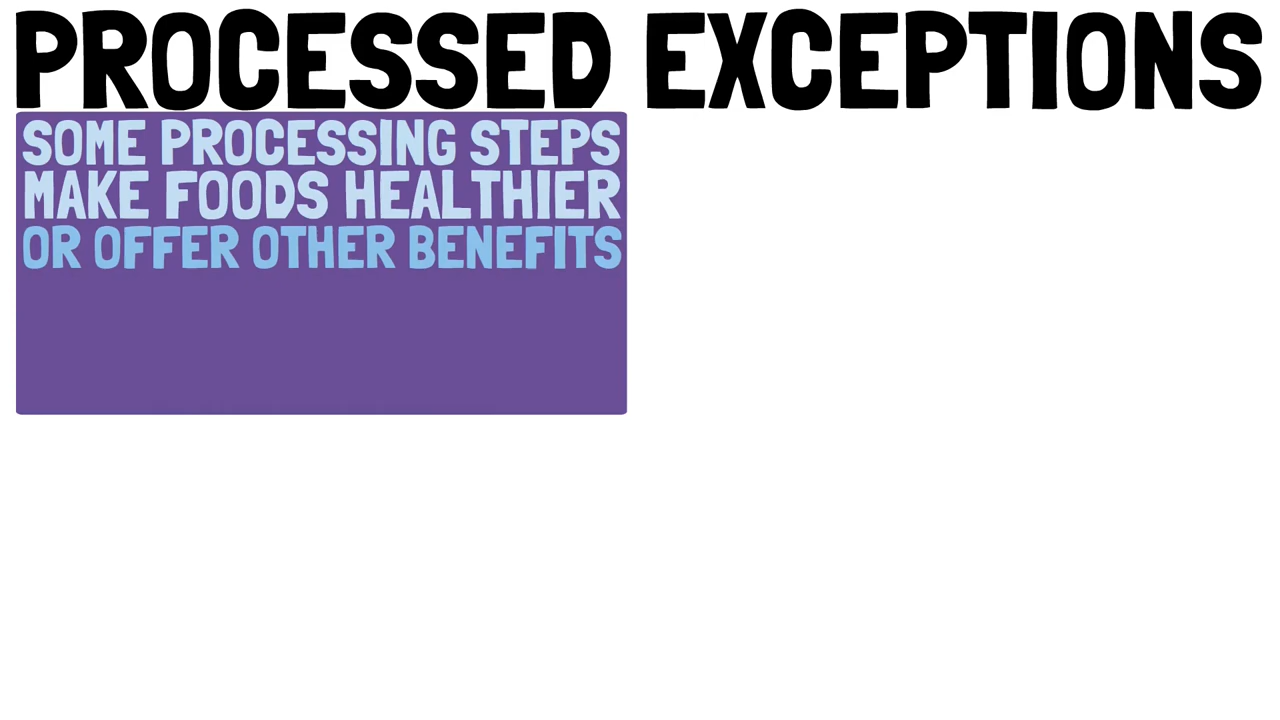 PROCESSED EXCEPTIONS
SOME PROCESSING STEPS
MAKE FOODS HEALTHIER
OR OFFER OTHER BENEFITS